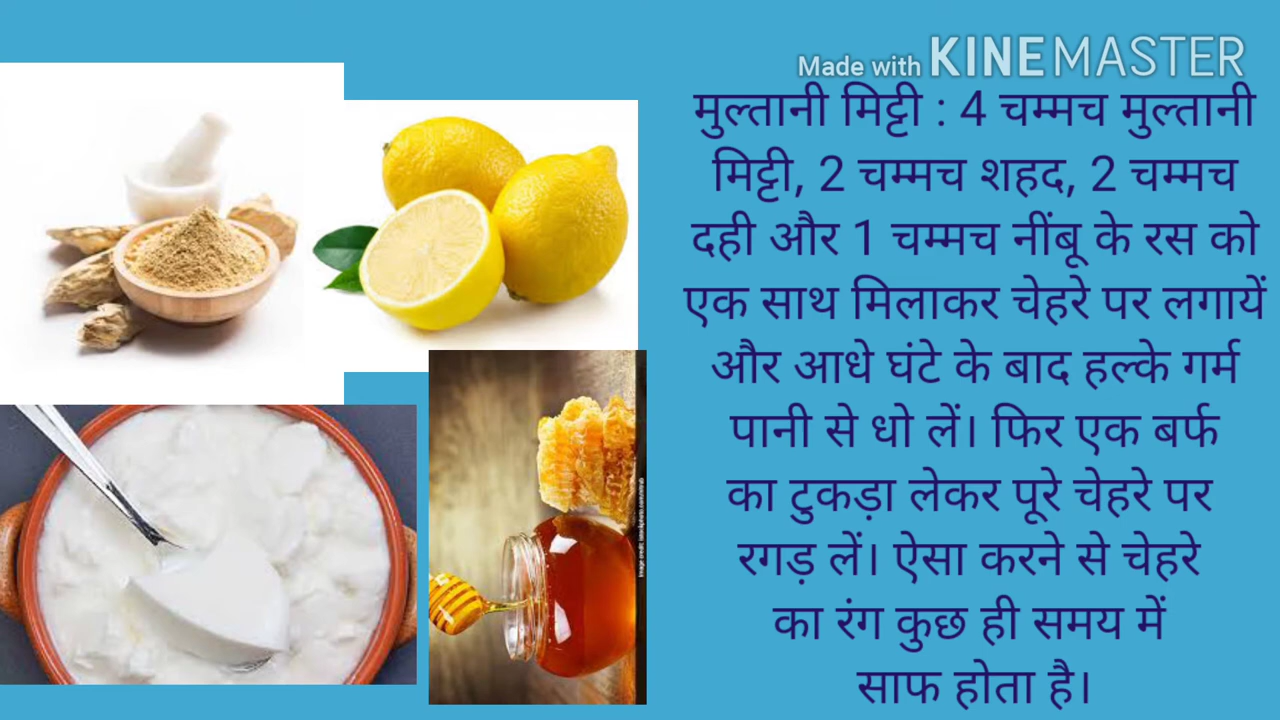 Made with KINEMASTER
मुल्तानी मिट्टी : 4 चम्मच मुल्तानी
मिट्टी, 2 चम्मच शहद, 2 चम्मच
दही और 1 चम्मच नींबू के रस को
एक साथ मिलाकर चेहरे पर लगायें
और आधे घंटे के बाद हल्के गर्म
पानी से धो लें। फिर एक बर्फ
का टुकड़ा लेकर पूरे चेहरे पर
रगड़ लें। ऐसा करने से चेहरे
का रंग कुछ ही समय में
साफ होता है।